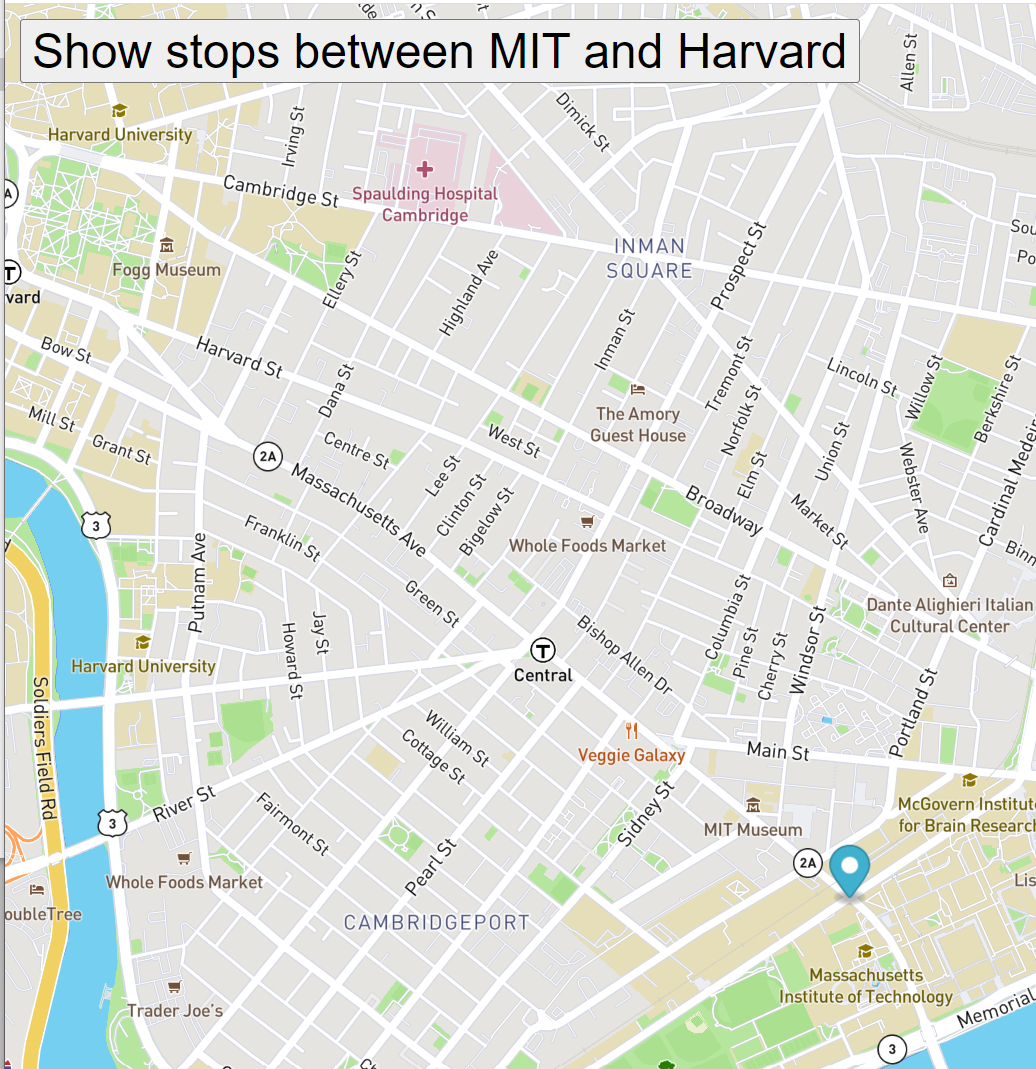 Show stops between MIT and Harvard
Allen St
Dimick St
Harvard University
Irving St
Cambridge St
Spaulding Hospital
Cambridge
A
INMAN
SQUARE
Prospect St
Fogg Museum
T
Ellery St
Highland Ave
Inman St
Bow St
Harvard St
Dana St
Tremont St
Lincoln St
Willow St
Berkshire St
The Amory
Guest House
Norfolk St
Mill St
Grant St
Centre St
West St
Union St
2A
Lee St
Elm St
Webster Ave
Massachusetts Ave
Clinton St
Bigelow St
Broadway
Market St
3
Franklin St
Whole Foods Market
Putnam Ave
Green St
Columbia St
Dante Alighieri Italian
Cultural Center
Jay St
Howard St
Bishop Allen Dr
Pine St
Cherry St
Windsor St
Harvard University
T
Central
Portland St
Soldiers Field Rd
William St
Cottage St
Veggie Galaxy
Main St
River St
Fairmont St
Sidney St
MIT Museum
McGovern Institute
for Brain Research
3
Pearl St
2A
Whole Foods Market
CAMBRIDGEPORT
Massachusetts
Institute of Technology
Trader Joe's
Memorial
3